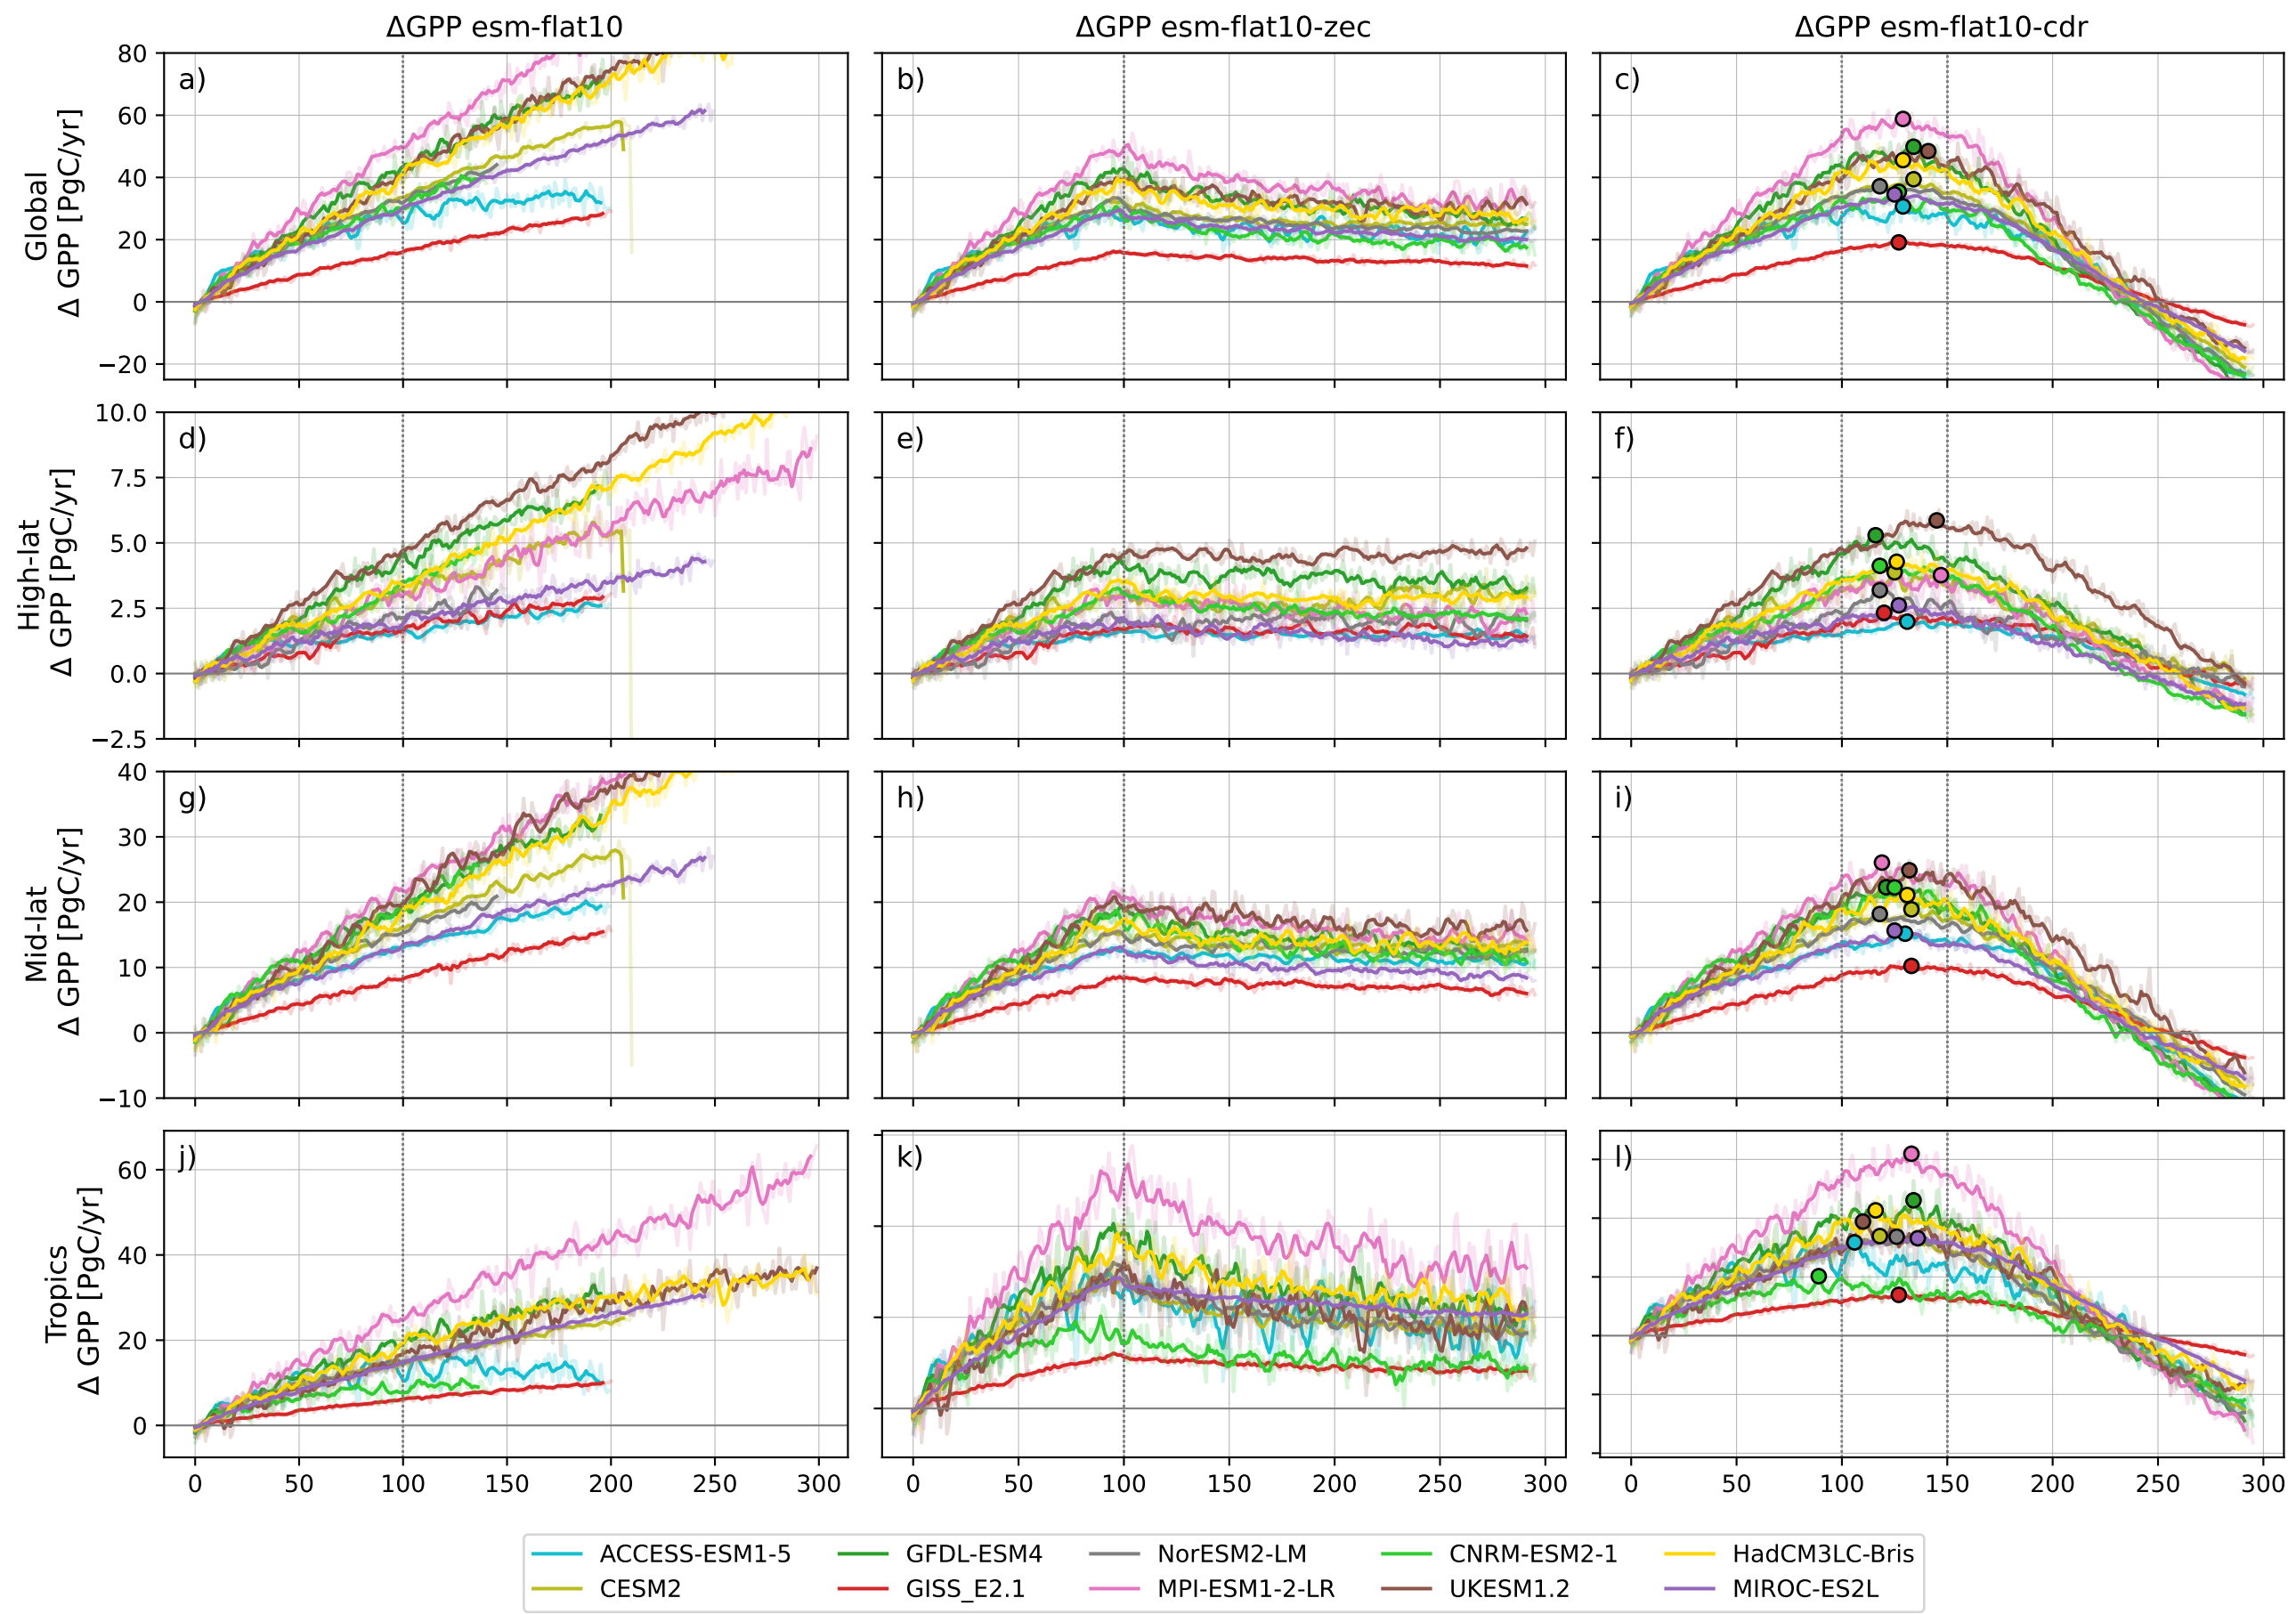 ΔGPP esm-flat10
ΔGPP esm-flat10-zec
ΔGPP esm-flat10-cdr
Global
Δ GPP [PgC/yr]
80
60
40
20
0
−20
a)
b)
c)
High-lat
Δ GPP [PgC/yr]
10.0
7.5
5.0
2.5
0.0
−2.5
d)
e)
f)
Mid-lat
Δ GPP [PgC/yr]
40
30
20
10
0
−10
g)
h)
i)
Tropics
Δ GPP [PgC/yr]
60
40
20
0
j)
k)
l)
0 50 100 150 200 250 300
0 50 100 150 200 250 300
0 50 100 150 200 250 300
ACCESS-ESM1-5 GFDL-ESM4 NorESM2-LM CNRM-ESM2-1 HadCM3LC-Bris
CESM2 GISS_E2.1 MPI-ESM1-2-LR UKESM1.2 MIROC-ES2L